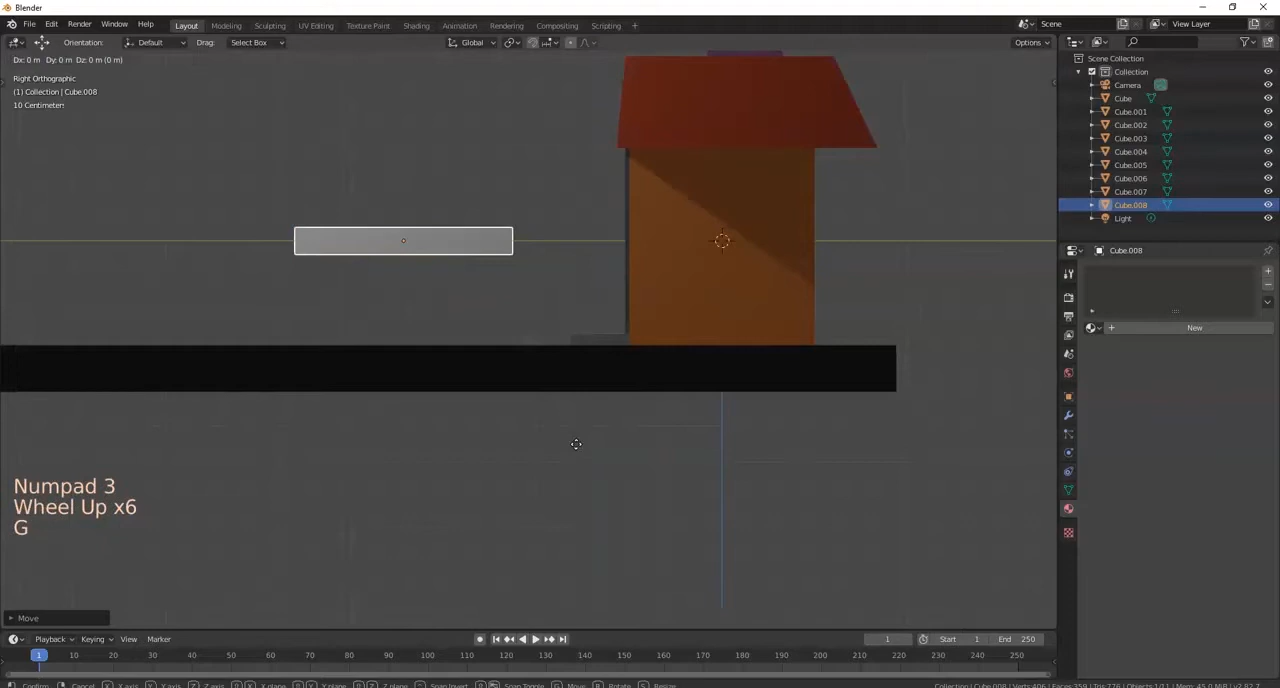 Blender
File Edit Render Window Help Layout Modeling Sculpting UV Editing Texture Paint Shading Animation Rendering Compositing Scripting + Scene View Layer
Orientation: Default Drag: Select Box Global Options
Dx: 0 m Dy: 0 m Dz: 0 m (0 m)
Right Orthographic
(1) Collection | Cube.008
10 Centimeters
Scene Collection
Collection
Camera
Cube
Cube.001
Cube.002
Cube.003
Cube.004
Cube.005
Cube.006
Cube.007
Cube.008
Light
Cube.008
New
Numpad 3
Wheel Up x6
G
Move
Playback Keying View Marker 1 Start 1 End 250
1 10 20 30 40 50 60 70 80 90 100 110 120 130 140 150 160 170 180 190 200 210 220 230 240 250